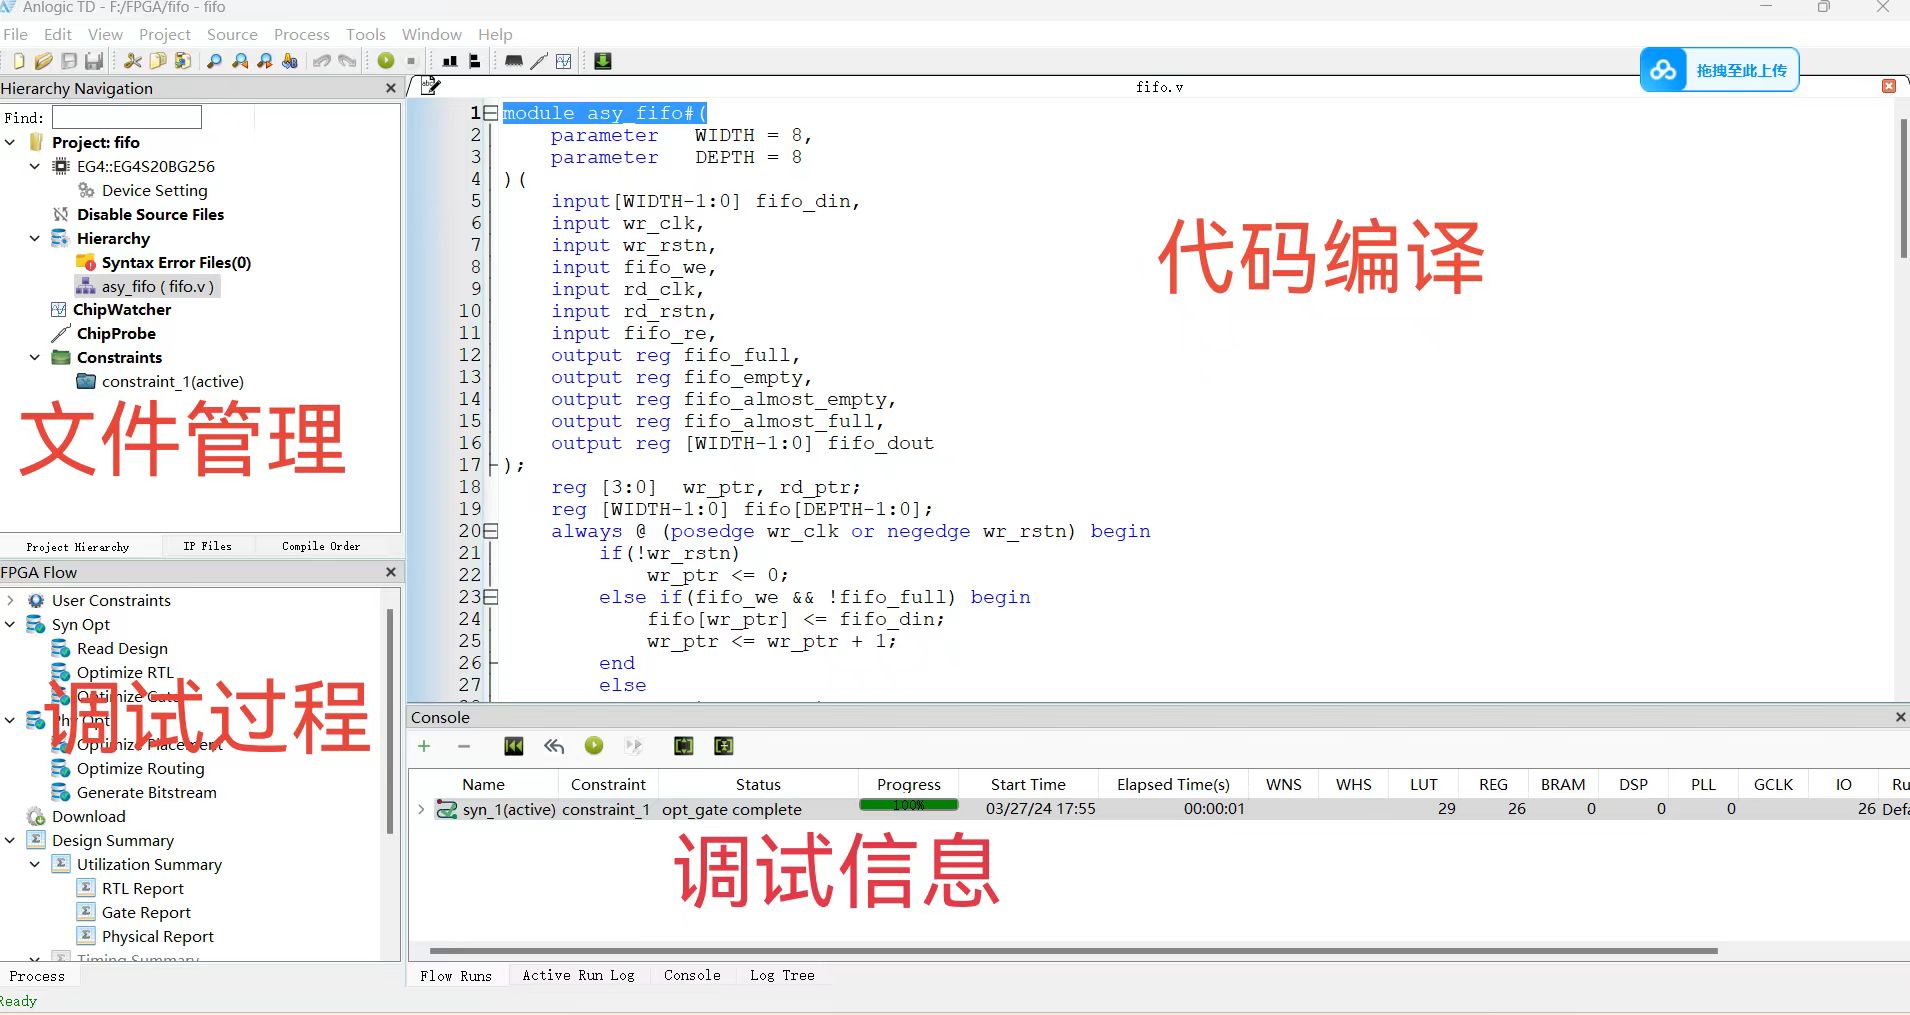 Anlogic TD - F:/FPGA/fifo - fifo
File Edit View Project Source Process Tools Window Help
拖拽至此上传
Hierarchy Navigation
Find:
Project: fifo
EG4::EG4S20BG256
Device Setting
Disable Source Files
Hierarchy
Syntax Error Files(0)
asy_fifo ( fifo.v )
ChipWatcher
ChipProbe
Constraints
constraint_1(active)
文件管理
Project Hierarchy IP Files Compile Order
FPGA Flow
User Constraints
Syn Opt
Read Design
Optimize RTL
Optimize Gate
调试过程
Phy Opt
Optimize Placement
Optimize Routing
Generate Bitstream
Download
Design Summary
Utilization Summary
RTL Report
Gate Report
Physical Report
Timing Summary
Process
Ready
fifo.v
1 module asy_fifo#(
2 parameter WIDTH = 8,
3 parameter DEPTH = 8
4 )(
5 input[WIDTH-1:0] fifo_din,
6 input wr_clk,
7 input wr_rstn,
8 input fifo_we,
9 input rd_clk,
10 input rd_rstn,
11 input fifo_re,
12 output reg fifo_full,
13 output reg fifo_empty,
14 output reg fifo_almost_empty,
15 output reg fifo_almost_full,
16 output reg [WIDTH-1:0] fifo_dout
17 );
18 reg [3:0] wr_ptr, rd_ptr;
19 reg [WIDTH-1:0] fifo[DEPTH-1:0];
20 always @ (posedge wr_clk or negedge wr_rstn) begin
21 if(!wr_rstn)
22 wr_ptr <= 0;
23 else if(fifo_we && !fifo_full) begin
24 fifo[wr_ptr] <= fifo_din;
25 wr_ptr <= wr_ptr + 1;
26 end
27 else
代码编译
Console
Name Constraint Status Progress Start Time Elapsed Time(s) WNS WHS LUT REG BRAM DSP PLL GCLK IO Ru
syn_1(active) constraint_1 opt_gate complete 100% 03/27/24 17:55 00:00:01 29 26 0 0 0 26 Defa
调试信息
Flow Runs Active Run Log Console Log Tree